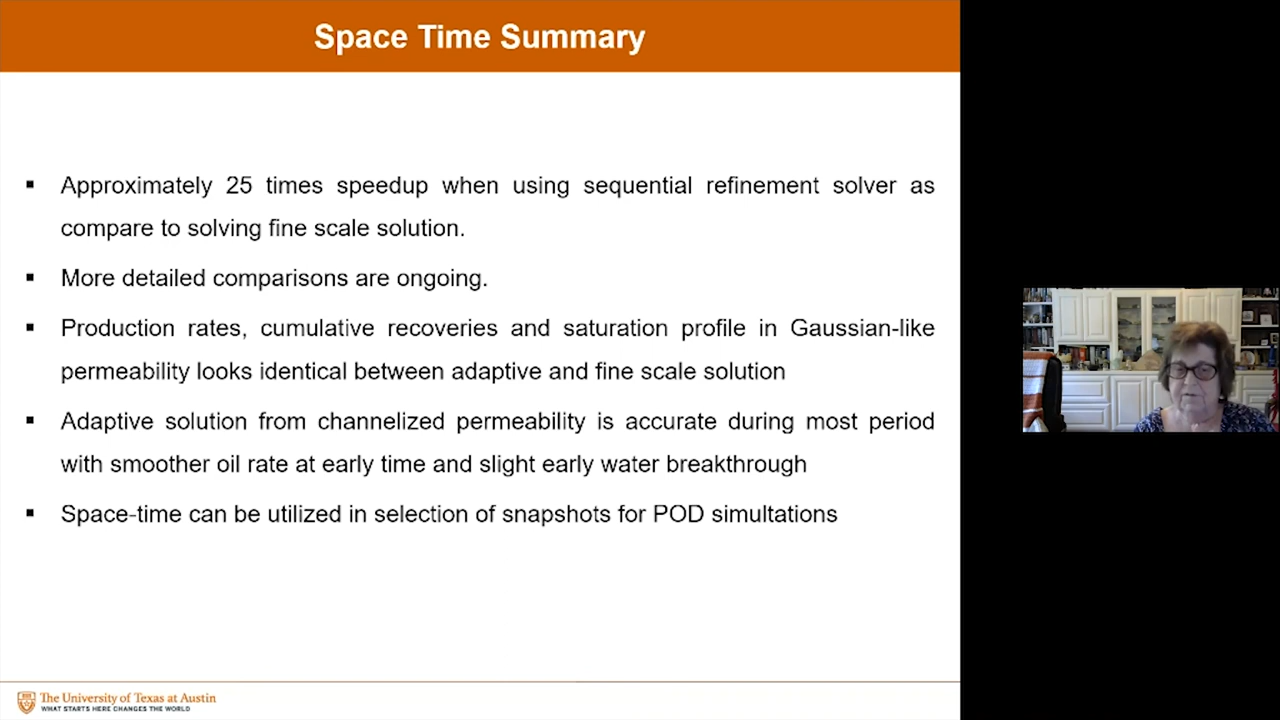 Space Time Summary
▪ Approximately 25 times speedup when using sequential refinement solver as
compare to solving fine scale solution.
▪ More detailed comparisons are ongoing.
▪ Production rates, cumulative recoveries and saturation profile in Gaussian-like
permeability looks identical between adaptive and fine scale solution
▪ Adaptive solution from channelized permeability is accurate during most period
with smoother oil rate at early time and slight early water breakthrough
▪ Space-time can be utilized in selection of snapshots for POD simultations
The University of Texas at Austin
WHAT STARTS HERE CHANGES THE WORLD